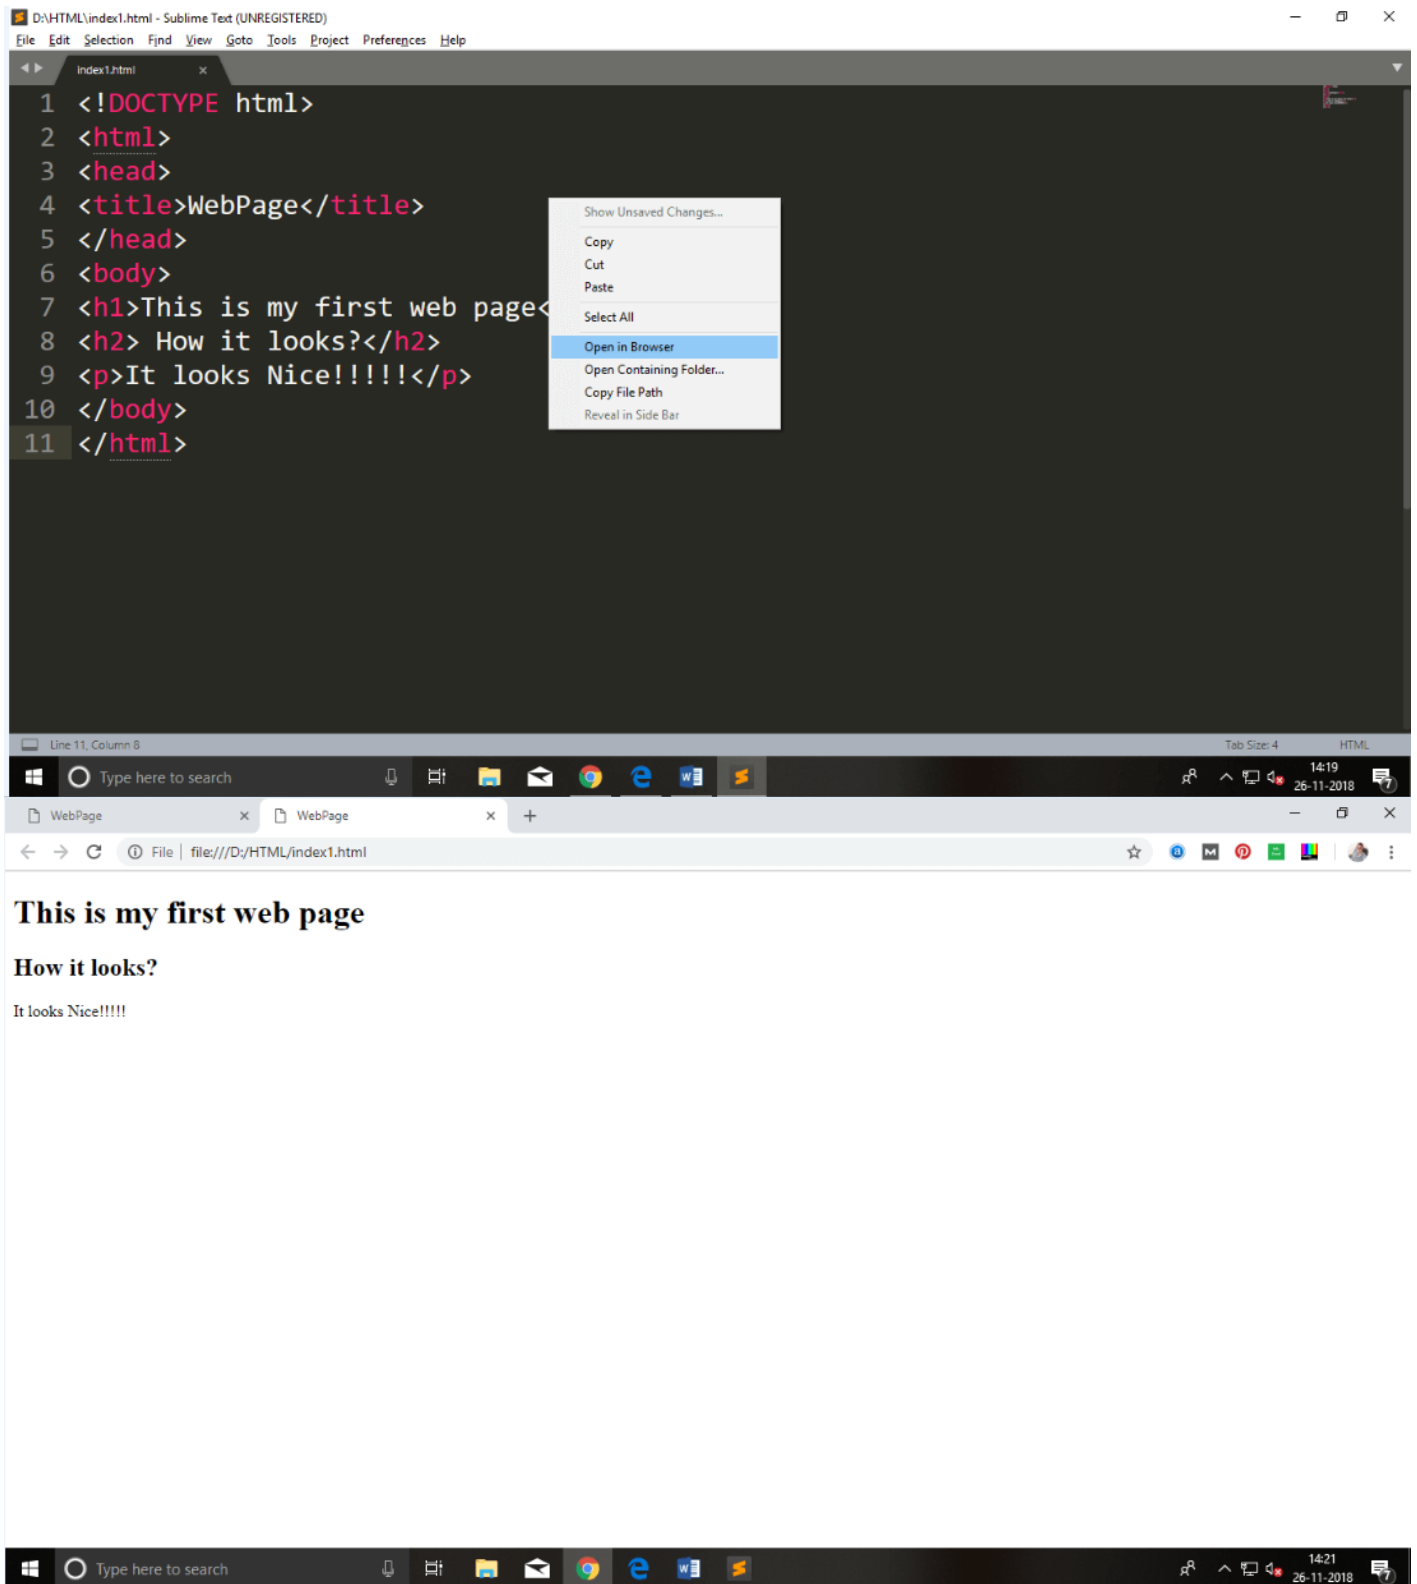 D:\HTML\index1.html - Sublime Text (UNREGISTERED)
File Edit Selection Find View Goto Tools Project Preferences Help
index1.html
1 <!DOCTYPE html>
2 <html>
3 <head>
4 <title>WebPage</title>
5 </head>
6 <body>
7 <h1>This is my first web page<
8 <h2> How it looks?</h2>
9 <p>It looks Nice!!!!!</p>
10 </body>
11 </html>
Show Unsaved Changes...
Copy
Cut
Paste
Select All
Open in Browser
Open Containing Folder...
Copy File Path
Reveal in Side Bar
Line 11, Column 8 Tab Size: 4 HTML
Type here to search
14:19
26-11-2018
7
WebPage WebPage
File file:///D:/HTML/index1.html
This is my first web page
How it looks?
It looks Nice!!!!!
Type here to search
14:21
26-11-2018
7